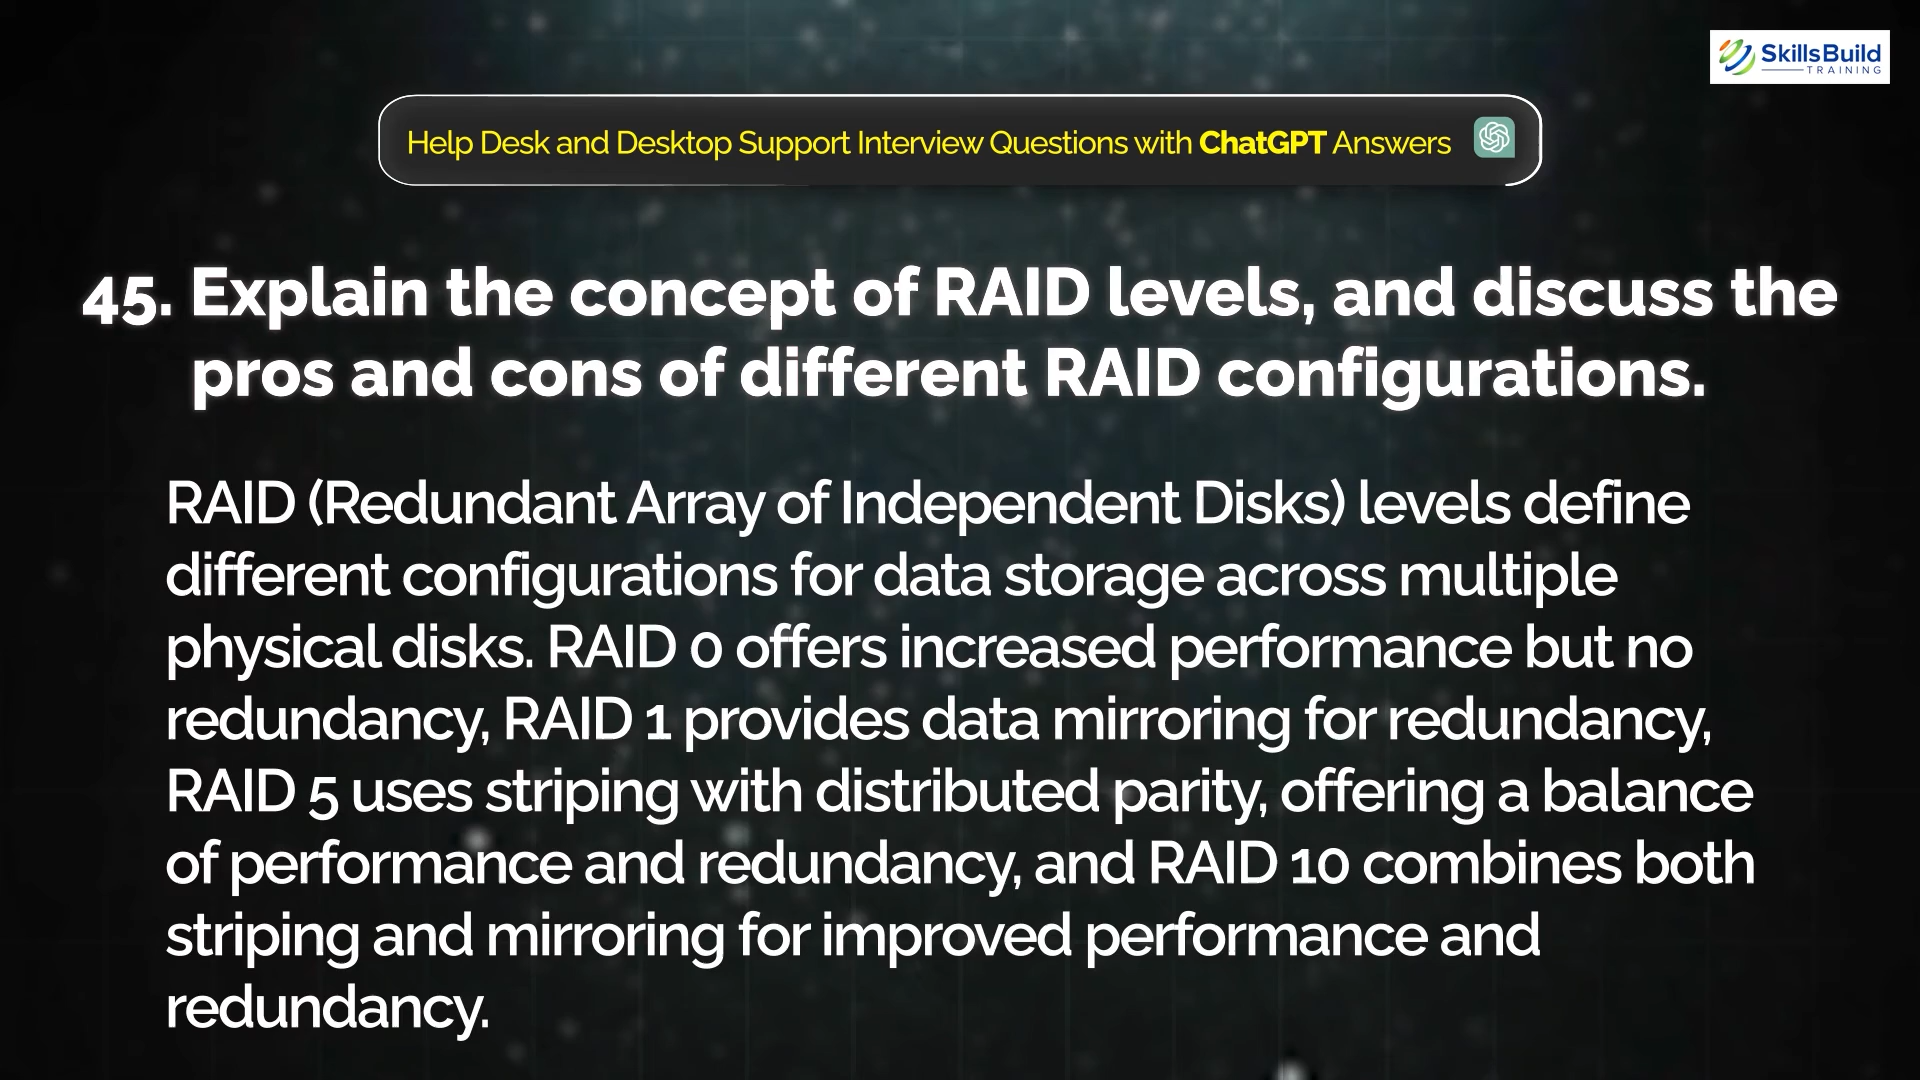 SkillsBuild
TRAINING
Help Desk and Desktop Support Interview Questions with ChatGPT Answers
45. Explain the concept of RAID levels, and discuss the
pros and cons of different RAID configurations.
RAID (Redundant Array of Independent Disks) levels define
different configurations for data storage across multiple
physical disks. RAID 0 offers increased performance but no
redundancy, RAID 1 provides data mirroring for redundancy,
RAID 5 uses striping with distributed parity, offering a balance
of performance and redundancy, and RAID 10 combines both
striping and mirroring for improved performance and
redundancy.